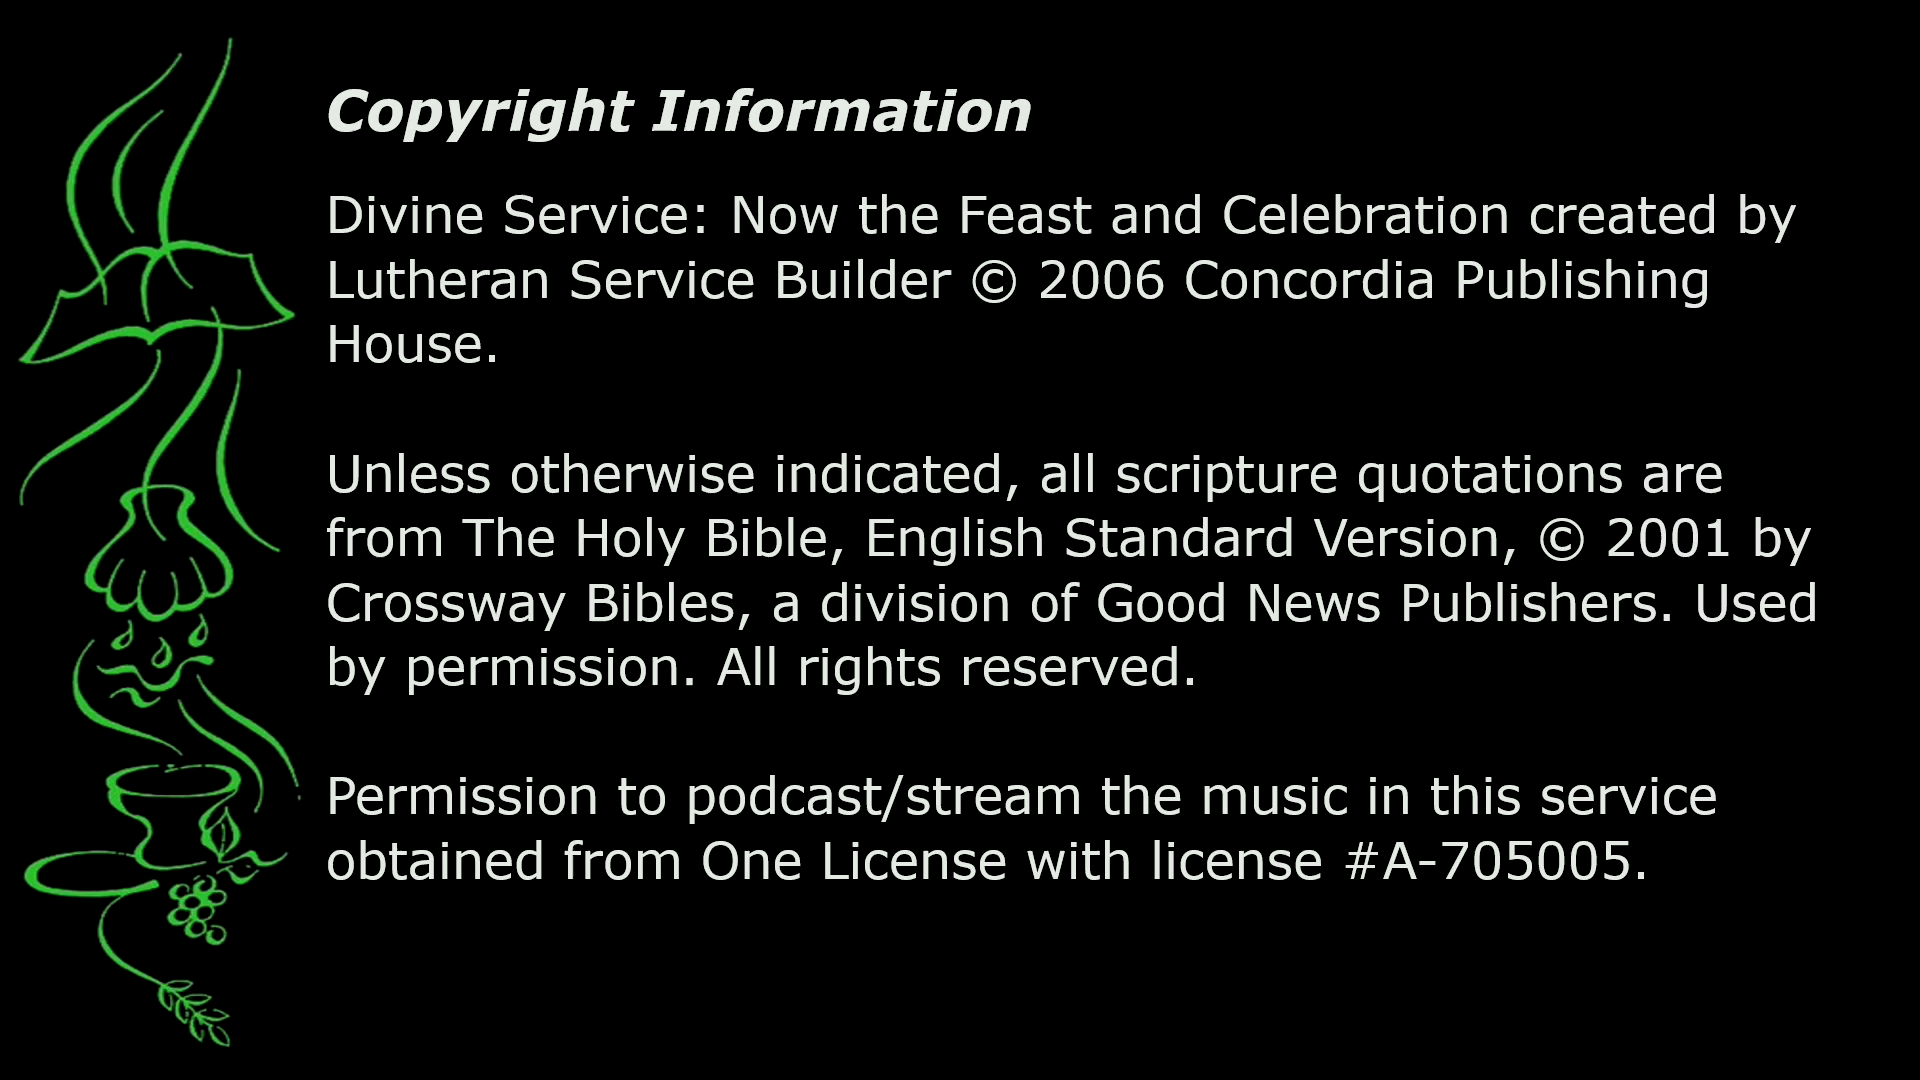 Copyright Information
Divine Service: Now the Feast and Celebration created by
Lutheran Service Builder © 2006 Concordia Publishing
House.
Unless otherwise indicated, all scripture quotations are
from The Holy Bible, English Standard Version, © 2001 by
Crossway Bibles, a division of Good News Publishers. Used
by permission. All rights reserved.
Permission to podcast/stream the music in this service
obtained from One License with license #A-705005.